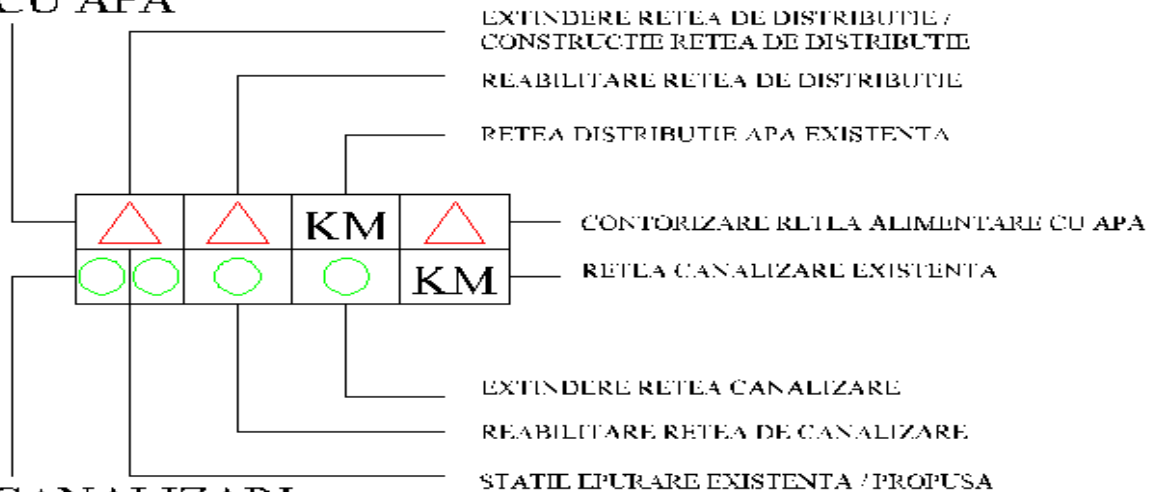 CU APA
EXTINDERE RETEA DE DISTRIBUTIE /
CONSTRUCTIE RETEA DE DISTRIBUTIE
REABILITARE RETEA DE DISTRIBUTIE
RETEA DISTRIBUTIE APA EXISTENTA
KM
CONTORIZARE RETEA ALIMENTARE CU APA
KM
RETEA CANALIZARE EXISTENTA
EXTINDERE RETEA CANALIZARE
REABILITARE RETEA DE CANALIZARE
STATIE EPURARE EXISTENTA / PROPUSA
CANALIZARI